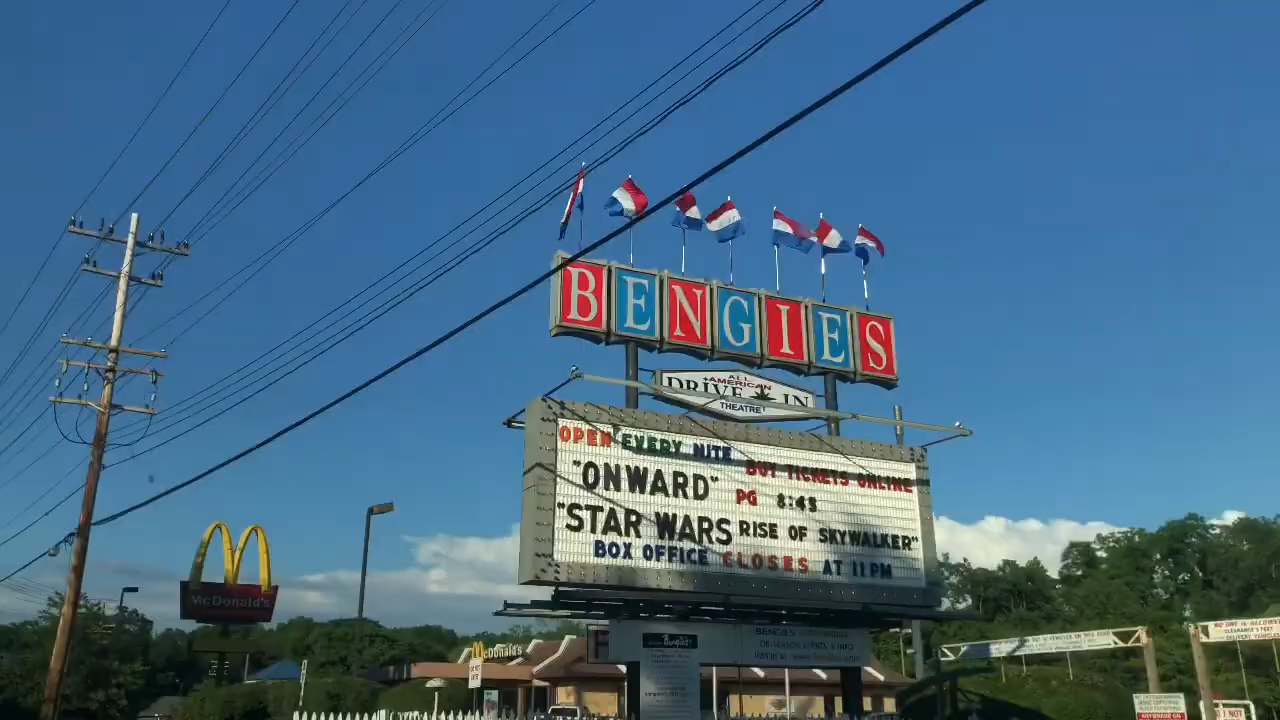 BENGIES
ALL
AMERICAN
DRIVE IN
THEATRE
OPEN EVERY NITE BUY TICKETS ONLINE
"ONWARD" PG 8:45
"STAR WARS RISE OF SKYWALKER"
BOX OFFICE CLOSES AT 11PM
McDonald's
McDonald's
Bengies